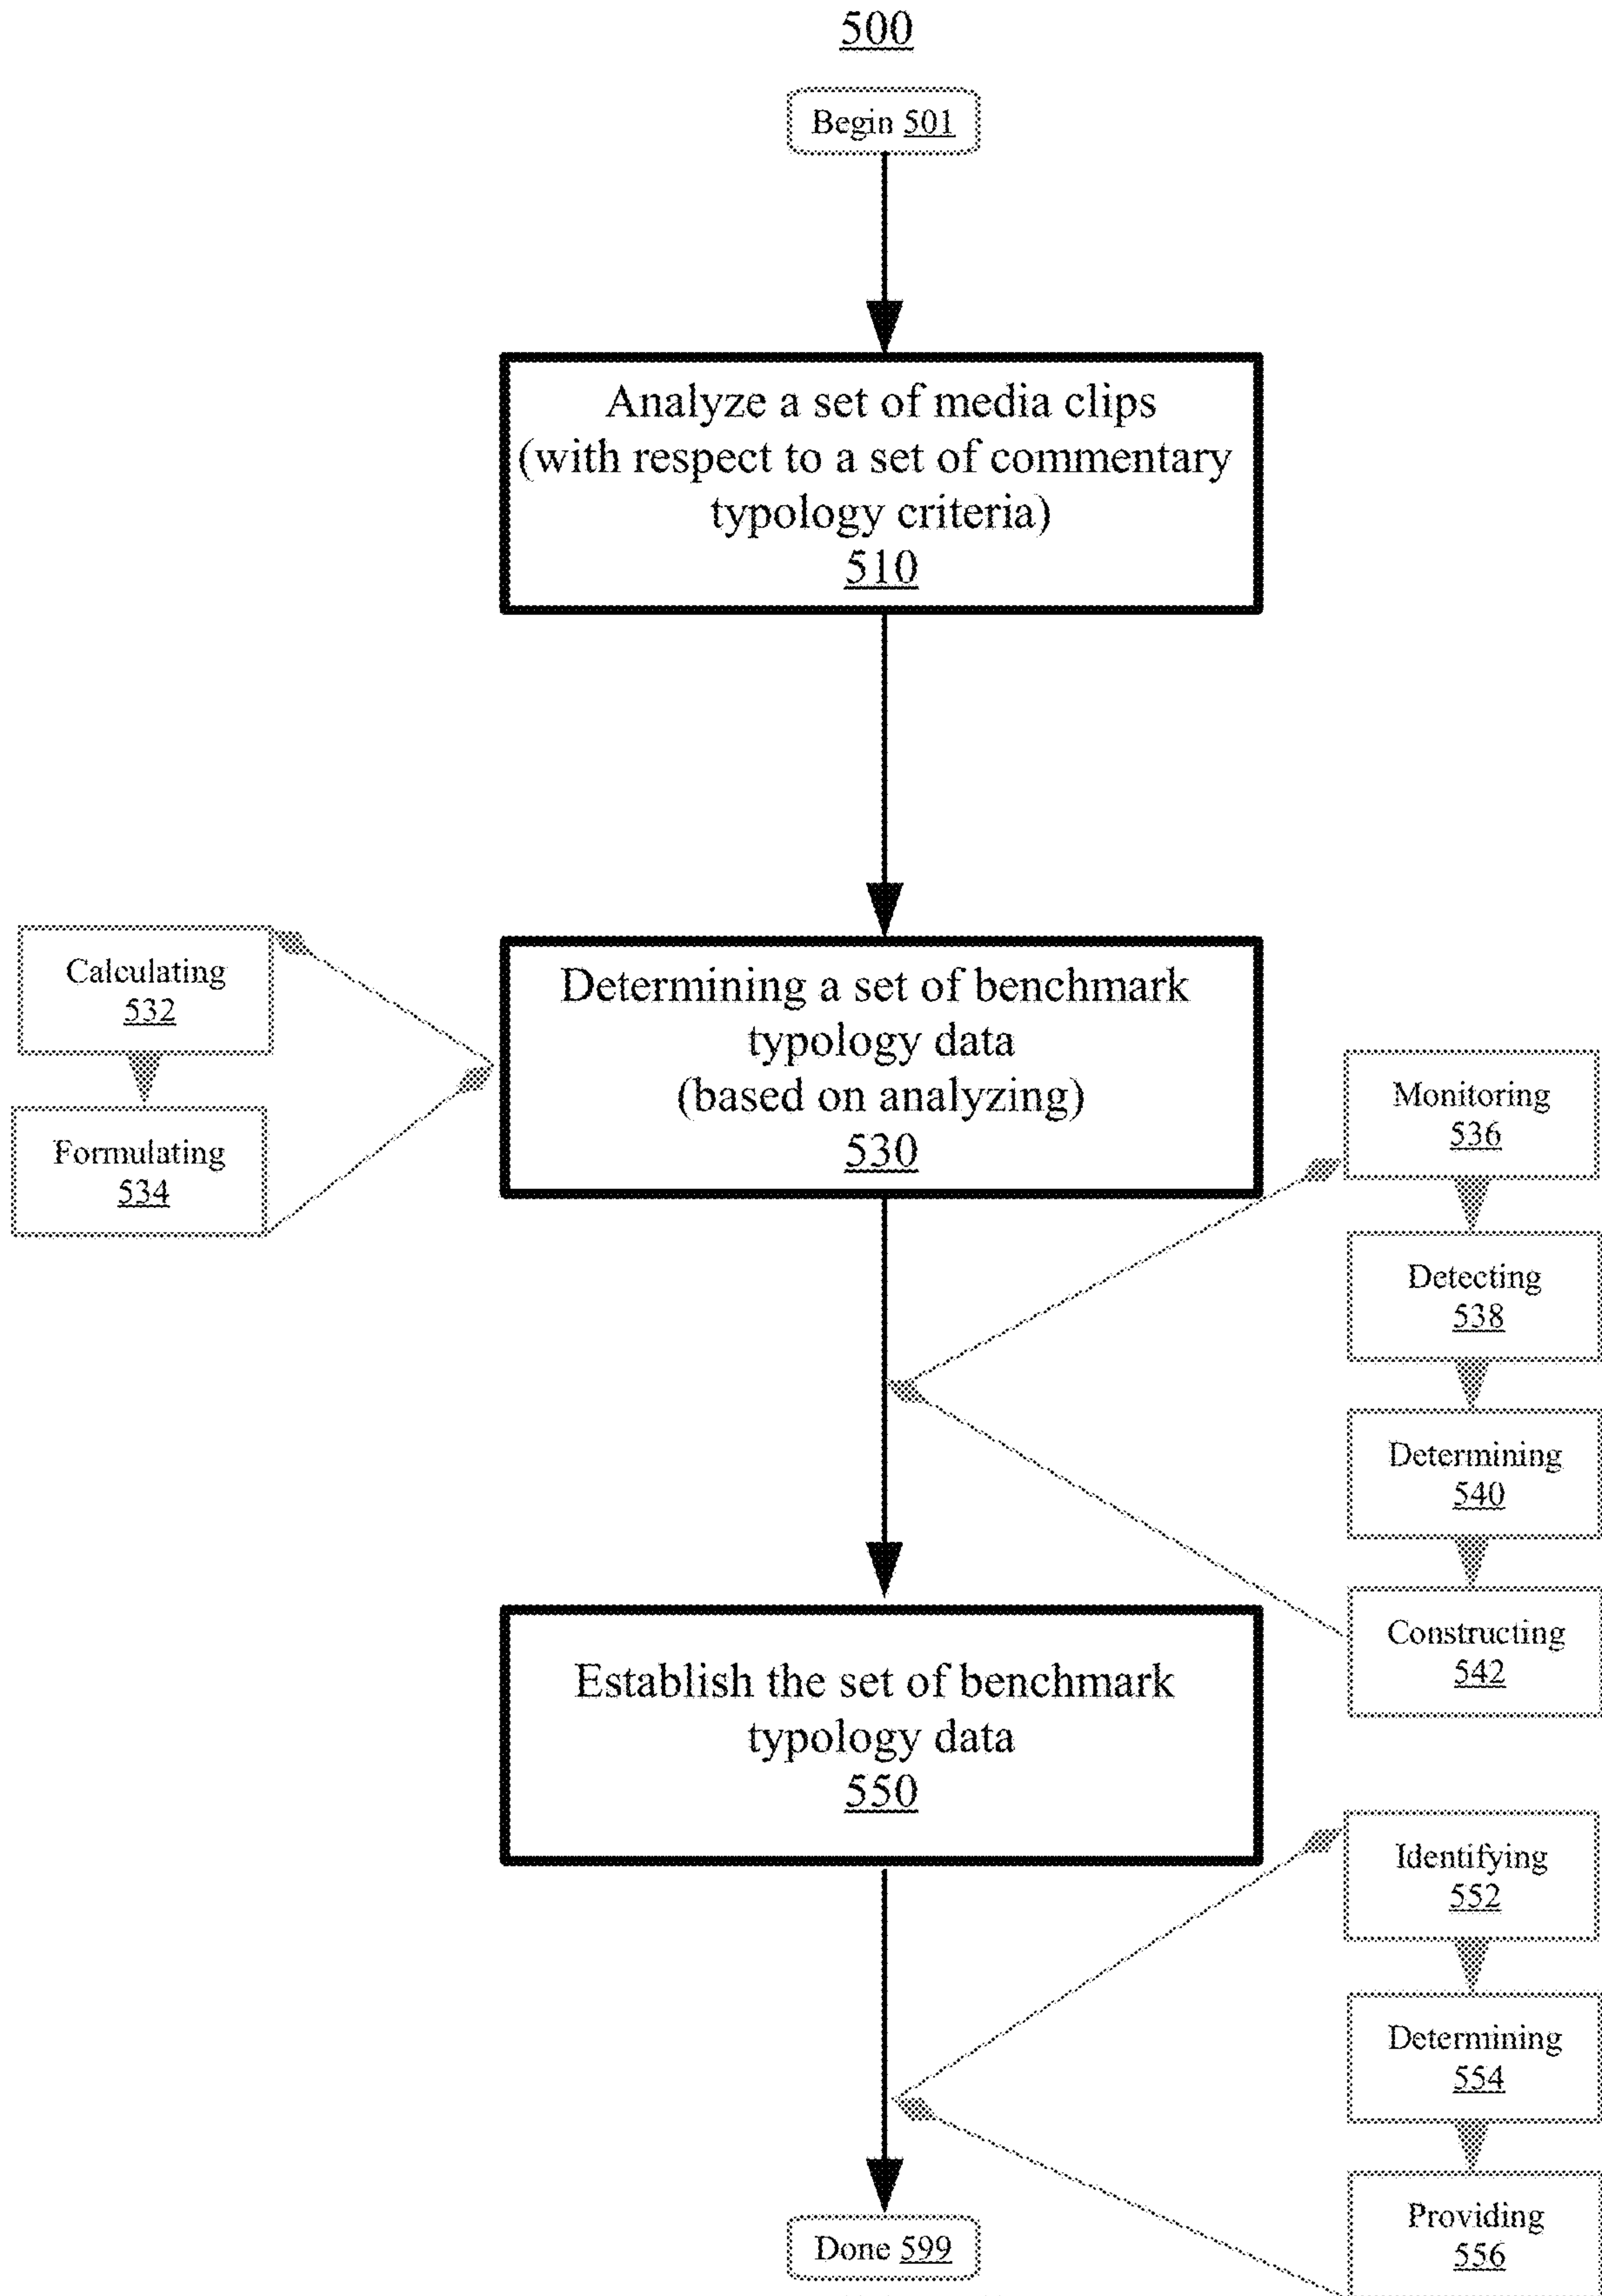 500
Begin 501
Analyze a set of media clips
(with respect to a set of commentary
typology criteria)
510
Determining a set of benchmark
typology data
(based on analyzing)
530
Calculating
532
Formulating
534
Monitoring
536
Detecting
538
Determining
540
Constructing
542
Establish the set of benchmark
typology data
550
Identifying
552
Determining
554
Providing
556
Done 599